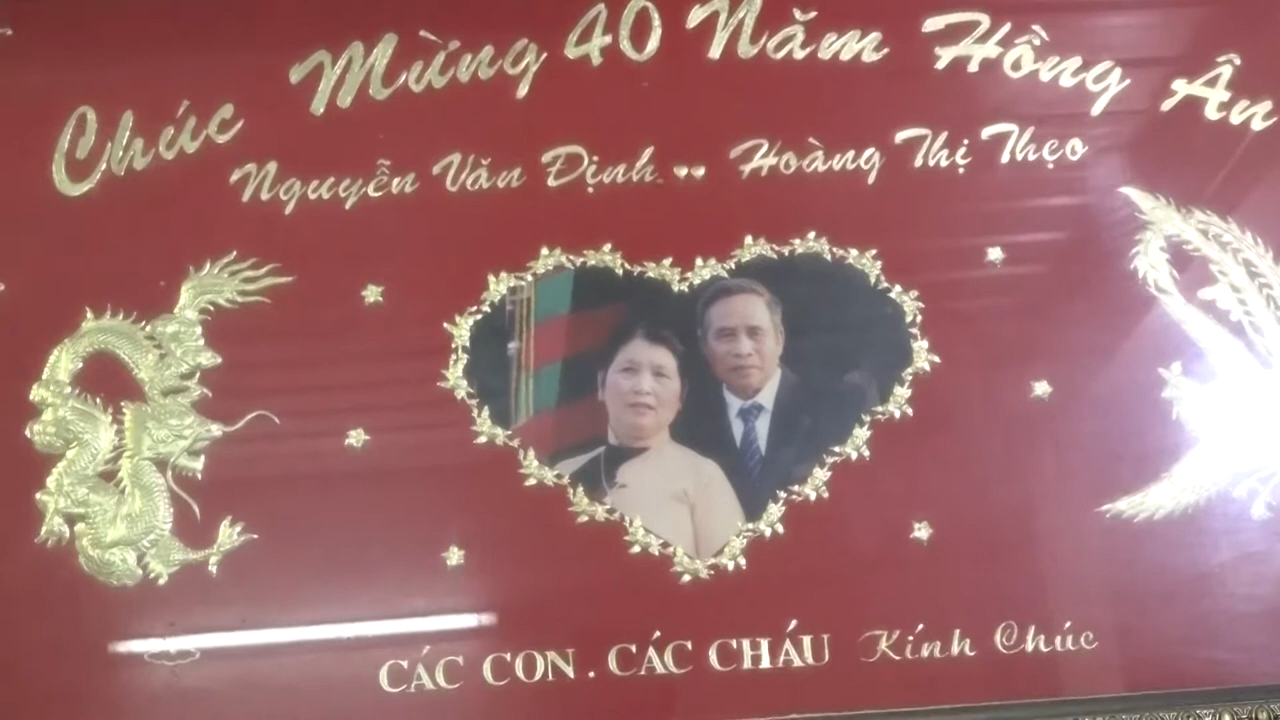 Chúc Mừng 40 Năm Hồng Ân
Nguyễn Văn Định Hoàng Thị Thẹo
CÁC CON . CÁC CHÁU Kính Chúc